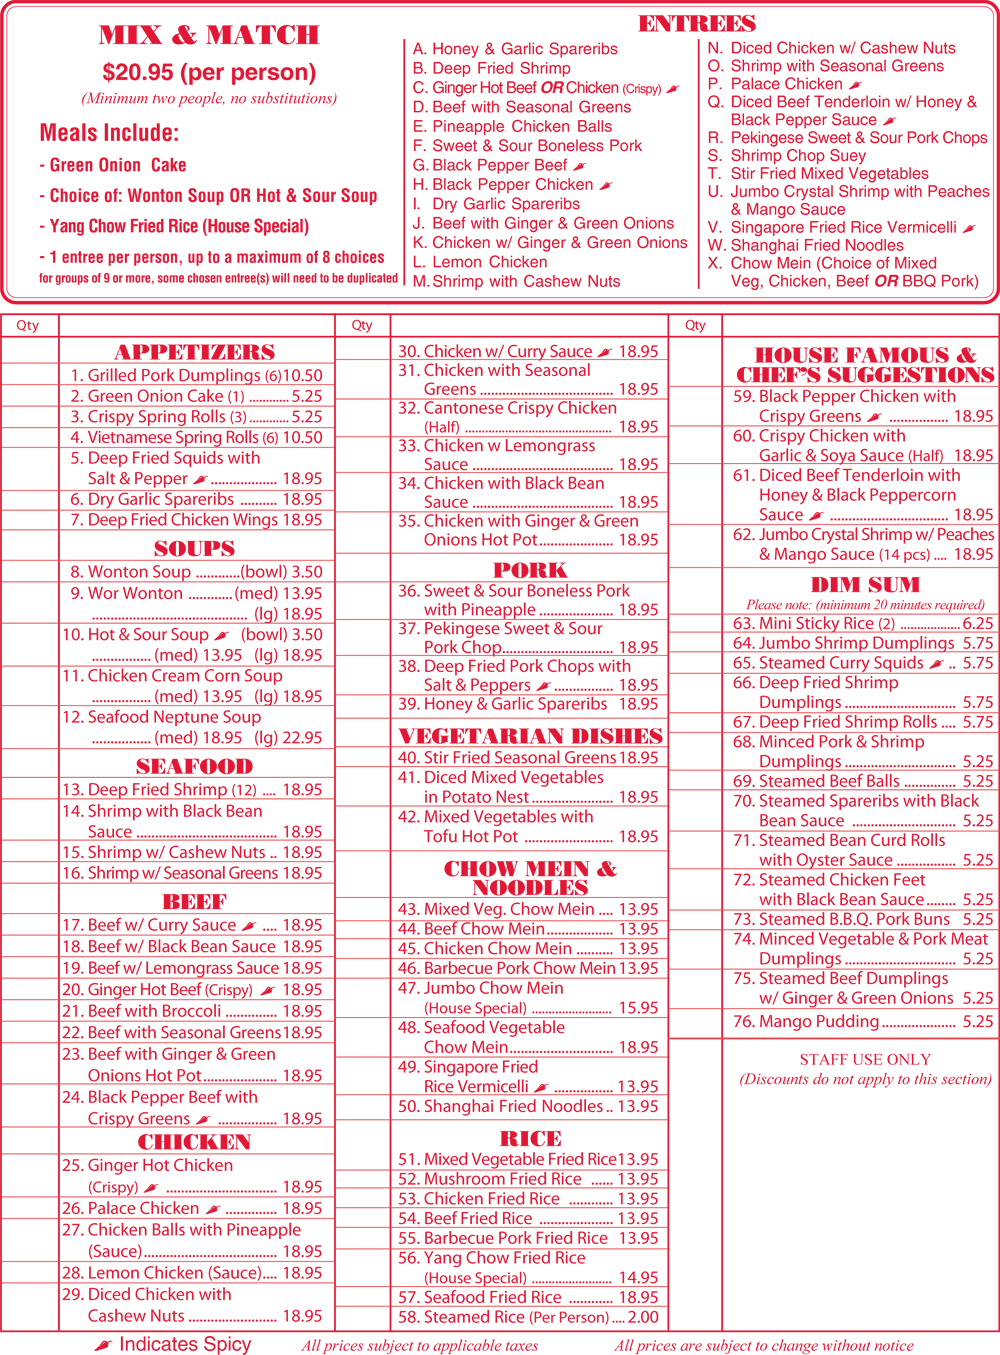 MIX & MATCH
$20.95 (per person)
(Minimum two people, no substitutions)
Meals Include:
- Green Onion Cake
- Choice of: Wonton Soup OR Hot & Sour Soup
- Yang Chow Fried Rice (House Special)
- 1 entree per person, up to a maximum of 8 choices
for groups of 9 or more, some chosen entree(s) will need to be duplicated
ENTREES
A. Honey & Garlic Spareribs
B. Deep Fried Shrimp
C. Ginger Hot Beef OR Chicken (Crispy)
D. Beef with Seasonal Greens
E. Pineapple Chicken Balls
F. Sweet & Sour Boneless Pork
G. Black Pepper Beef
H. Black Pepper Chicken
I. Dry Garlic Spareribs
J. Beef with Ginger & Green Onions
K. Chicken w/ Ginger & Green Onions
L. Lemon Chicken
M. Shrimp with Cashew Nuts
N. Diced Chicken w/ Cashew Nuts
O. Shrimp with Seasonal Greens
P. Palace Chicken
Q. Diced Beef Tenderloin w/ Honey &
Black Pepper Sauce
R. Pekingese Sweet & Sour Pork Chops
S. Shrimp Chop Suey
T. Stir Fried Mixed Vegetables
U. Jumbo Crystal Shrimp with Peaches
& Mango Sauce
V. Singapore Fried Rice Vermicelli
W. Shanghai Fried Noodles
X. Chow Mein (Choice of Mixed
Veg, Chicken, Beef OR BBQ Pork)
Qty
APPETIZERS
1. Grilled Pork Dumplings (6) 10.50
2. Green Onion Cake (1) ............ 5.25
3. Crispy Spring Rolls (3) ............ 5.25
4. Vietnamese Spring Rolls (6) 10.50
5. Deep Fried Squids with
Salt & Pepper .................. 18.95
6. Dry Garlic Spareribs .......... 18.95
7. Deep Fried Chicken Wings 18.95
SOUPS
8. Wonton Soup ............(bowl) 3.50
9. Wor Wonton ............(med) 13.95
.......................................... (lg) 18.95
10. Hot & Sour Soup (bowl) 3.50
................ (med) 13.95 (lg) 18.95
11. Chicken Cream Corn Soup
................ (med) 13.95 (lg) 18.95
12. Seafood Neptune Soup
................ (med) 18.95 (lg) 22.95
SEAFOOD
13. Deep Fried Shrimp (12) .... 18.95
14. Shrimp with Black Bean
Sauce ...................................... 18.95
15. Shrimp w/ Cashew Nuts .. 18.95
16. Shrimp w/ Seasonal Greens 18.95
BEEF
17. Beef w/ Curry Sauce .... 18.95
18. Beef w/ Black Bean Sauce 18.95
19. Beef w/ Lemongrass Sauce 18.95
20. Ginger Hot Beef (Crispy) 18.95
21. Beef with Broccoli .............. 18.95
22. Beef with Seasonal Greens 18.95
23. Beef with Ginger & Green
Onions Hot Pot.................... 18.95
24. Black Pepper Beef with
Crispy Greens ................ 18.95
CHICKEN
25. Ginger Hot Chicken
(Crispy) .............................. 18.95
26. Palace Chicken .............. 18.95
27. Chicken Balls with Pineapple
(Sauce).................................... 18.95
28. Lemon Chicken (Sauce).... 18.95
29. Diced Chicken with
Cashew Nuts ........................ 18.95
Qty
30. Chicken w/ Curry Sauce 18.95
31. Chicken with Seasonal
Greens .................................... 18.95
32. Cantonese Crispy Chicken
(Half) ........................................ 18.95
33. Chicken w Lemongrass
Sauce ...................................... 18.95
34. Chicken with Black Bean
Sauce ...................................... 18.95
35. Chicken with Ginger & Green
Onions Hot Pot.................... 18.95
PORK
36. Sweet & Sour Boneless Pork
with Pineapple .................... 18.95
37. Pekingese Sweet & Sour
Pork Chop.............................. 18.95
38. Deep Fried Pork Chops with
Salt & Peppers ................ 18.95
39. Honey & Garlic Spareribs 18.95
VEGETARIAN DISHES
40. Stir Fried Seasonal Greens 18.95
41. Diced Mixed Vegetables
in Potato Nest ...................... 18.95
42. Mixed Vegetables with
Tofu Hot Pot ........................ 18.95
CHOW MEIN &
NOODLES
43. Mixed Veg. Chow Mein .... 13.95
44. Beef Chow Mein.................. 13.95
45. Chicken Chow Mein .......... 13.95
46. Barbecue Pork Chow Mein 13.95
47. Jumbo Chow Mein
(House Special) ........................ 15.95
48. Seafood Vegetable
Chow Mein............................ 18.95
49. Singapore Fried
Rice Vermicelli ................ 13.95
50. Shanghai Fried Noodles .. 13.95
RICE
51. Mixed Vegetable Fried Rice 13.95
52. Mushroom Fried Rice ...... 13.95
53. Chicken Fried Rice ............ 13.95
54. Beef Fried Rice .................... 13.95
55. Barbecue Pork Fried Rice 13.95
56. Yang Chow Fried Rice
(House Special) ........................ 14.95
57. Seafood Fried Rice ............ 18.95
58. Steamed Rice (Per Person) .... 2.00
Qty
HOUSE FAMOUS &
CHEF'S SUGGESTIONS
59. Black Pepper Chicken with
Crispy Greens ................ 18.95
60. Crispy Chicken with
Garlic & Soya Sauce (Half) 18.95
61. Diced Beef Tenderloin with
Honey & Black Peppercorn
Sauce ................................ 18.95
62. Jumbo Crystal Shrimp w/ Peaches
& Mango Sauce (14 pcs) .... 18.95
DIM SUM
Please note: (minimum 20 minutes required)
63. Mini Sticky Rice (2) .................. 6.25
64. Jumbo Shrimp Dumplings 5.75
65. Steamed Curry Squids .. 5.75
66. Deep Fried Shrimp
Dumplings .............................. 5.75
67. Deep Fried Shrimp Rolls .... 5.75
68. Minced Pork & Shrimp
Dumplings .............................. 5.25
69. Steamed Beef Balls .............. 5.25
70. Steamed Spareribs with Black
Bean Sauce ............................ 5.25
71. Steamed Bean Curd Rolls
with Oyster Sauce ................ 5.25
72. Steamed Chicken Feet
with Black Bean Sauce........ 5.25
73. Steamed B.B.Q. Pork Buns 5.25
74. Minced Vegetable & Pork Meat
Dumplings .............................. 5.25
75. Steamed Beef Dumplings
w/ Ginger & Green Onions 5.25
76. Mango Pudding.................... 5.25
STAFF USE ONLY
(Discounts do not apply to this section)
Indicates Spicy
All prices subject to applicable taxes
All prices are subject to change without notice